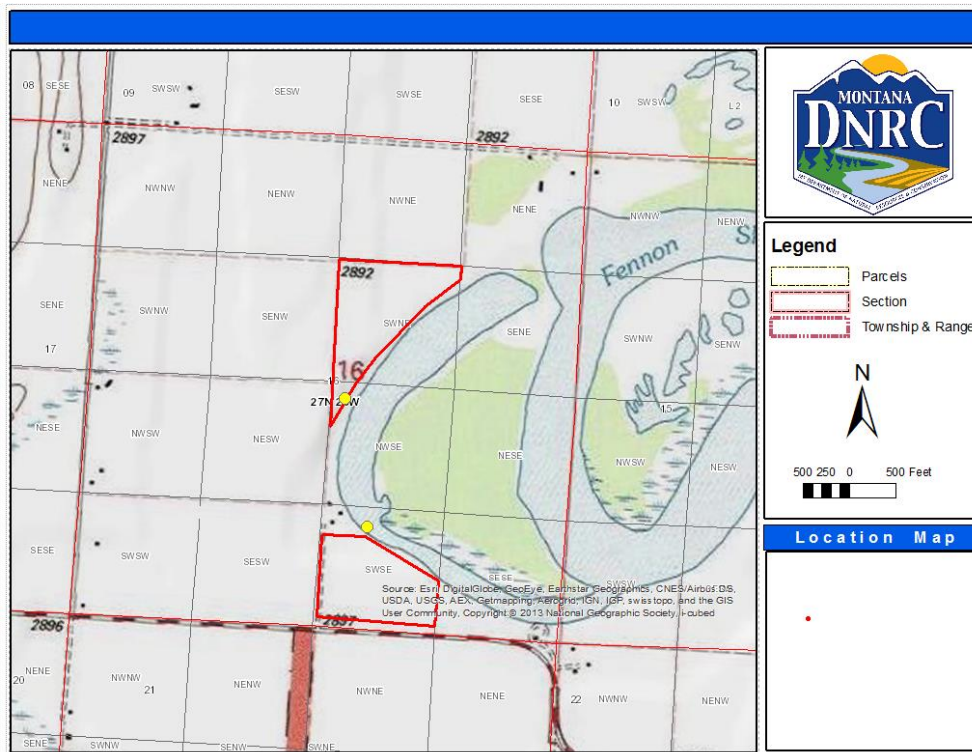 08
SESE
09
SWSW
SESW
SWSE
SESE
10
SWSW
L 2
2897
2892
NENE
NWNW
NENW
NWNE
NENE
NWNW
NENW
Fennon
2892
SENE
SWNW
SENW
SWNE
SENE
SWNW
SENW
17
16
15
NESE
NWSW
NESW
NWSE
NESE
NWSW
NESW
SESE
SWSW
SESW
SWSE
SESE
SWSW
Source: Esri, DigitalGlobe, GeoEye, Earthstar Geographics, CNES/Airbus DS,
USDA, USGS, AEX, Getmapping, Aerogrid, IGN, IGP, swisstopo, and the GIS
User Community, Copyright © 2013 National Geographic Society, i-cubed
2896
2897
20
NENE
NWNW
21
NENW
NWNE
NENE
22
NWNW
NENW
SENE
SWNW
SENW
SWNE
MONTANA
DNRC
Legend
Parcels
Section
Township & Range
N
500 250 0 500 Feet
Location Map